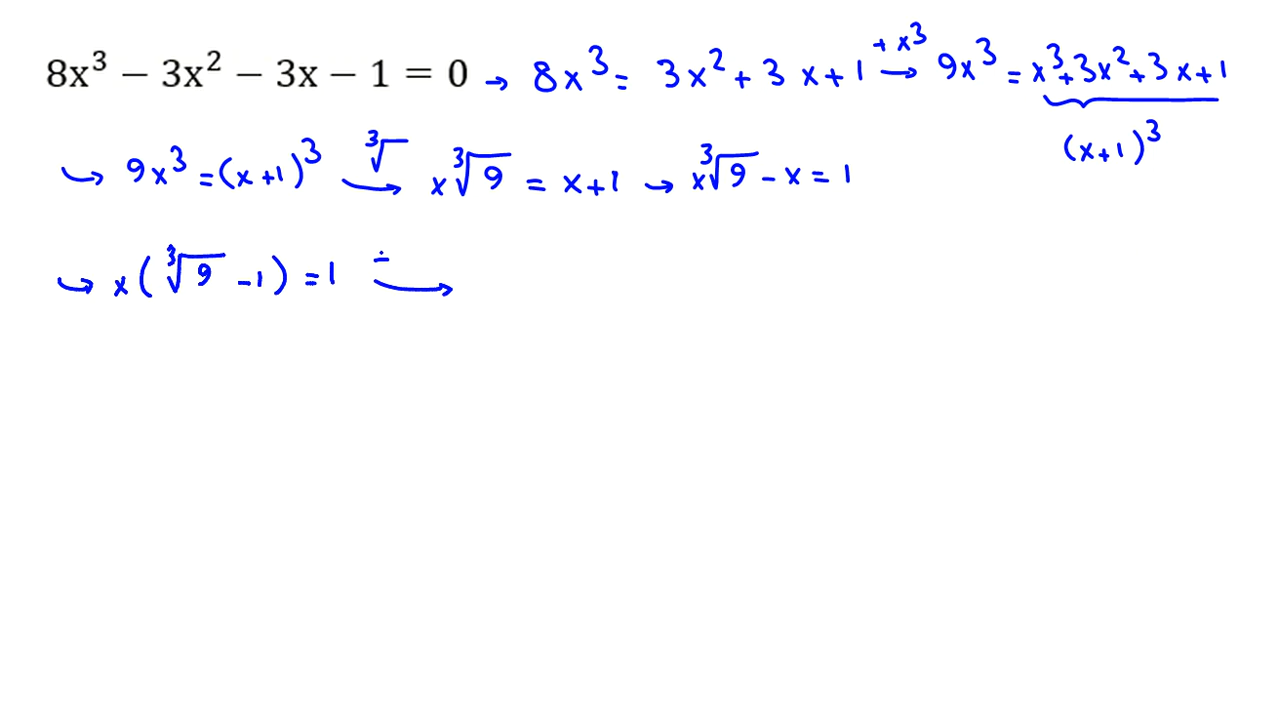 8x³ − 3x² − 3x − 1 = 0 → 8x³ = 3x² + 3x + 1 +x³→ 9x³ = x³ + 3x² + 3x + 1
(x+1)³
↪ 9x³ = (x+1)³ ∛→ x∛9 = x+1 → x∛9 − x = 1
↪ x(∛9 − 1) = 1 ÷→